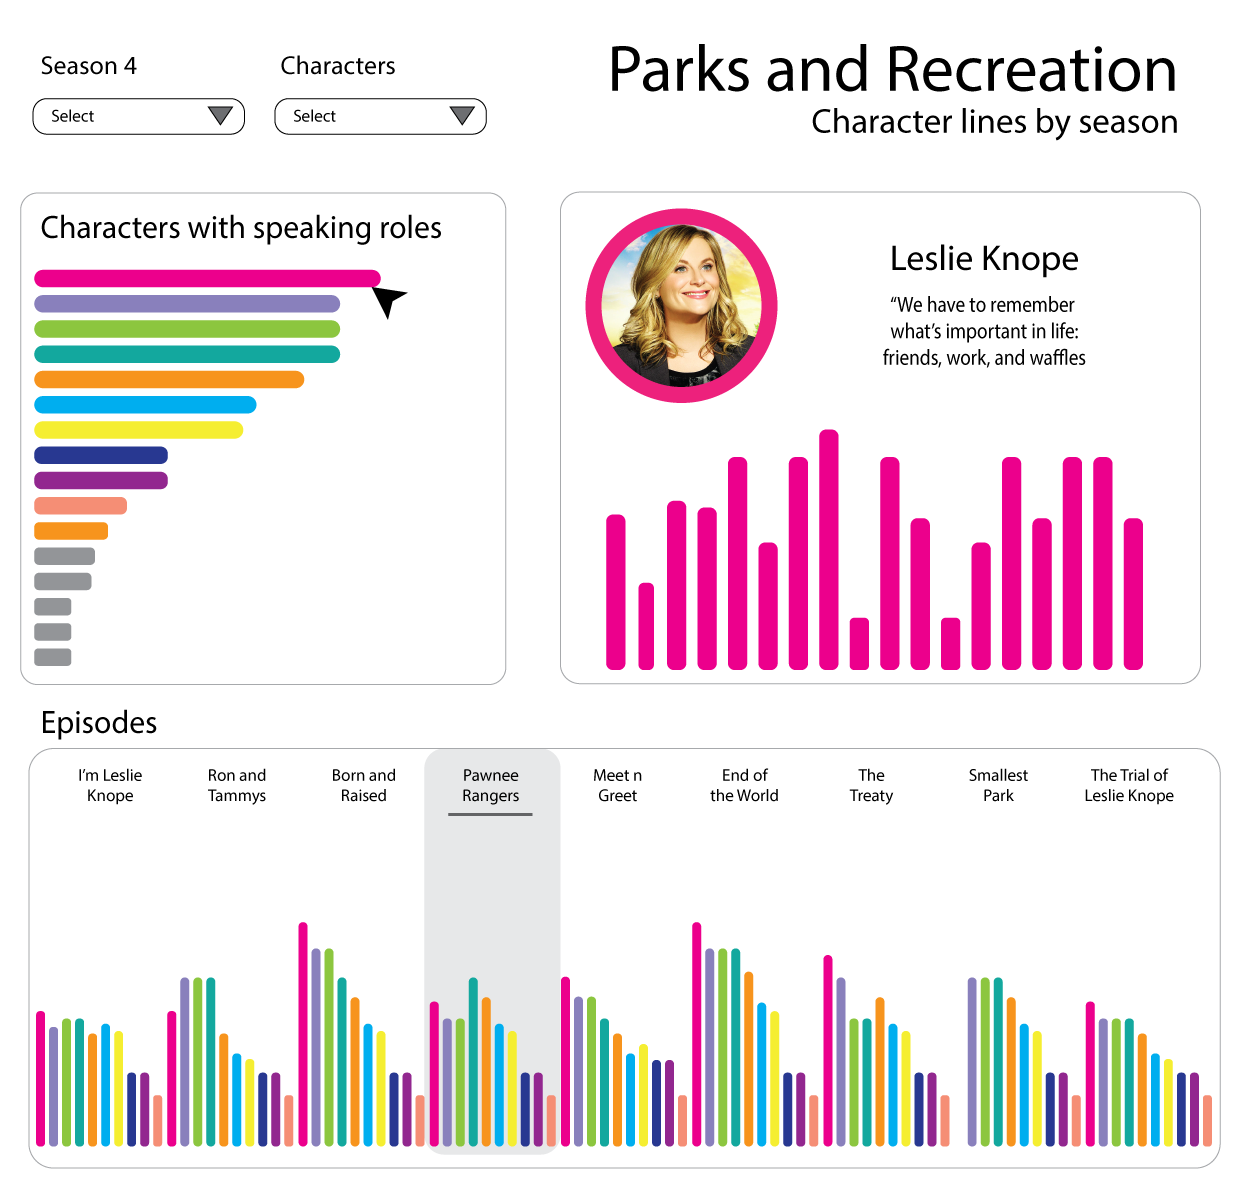 Season 4
Characters
Select
Select
Parks and Recreation
Character lines by season
Characters with speaking roles
Leslie Knope
“We have to remember
what’s important in life:
friends, work, and waffles
Episodes
I’m Leslie
Knope
Ron and
Tammys
Born and
Raised
Pawnee
Rangers
Meet n
Greet
End of
the World
The
Treaty
Smallest
Park
The Trial of
Leslie Knope